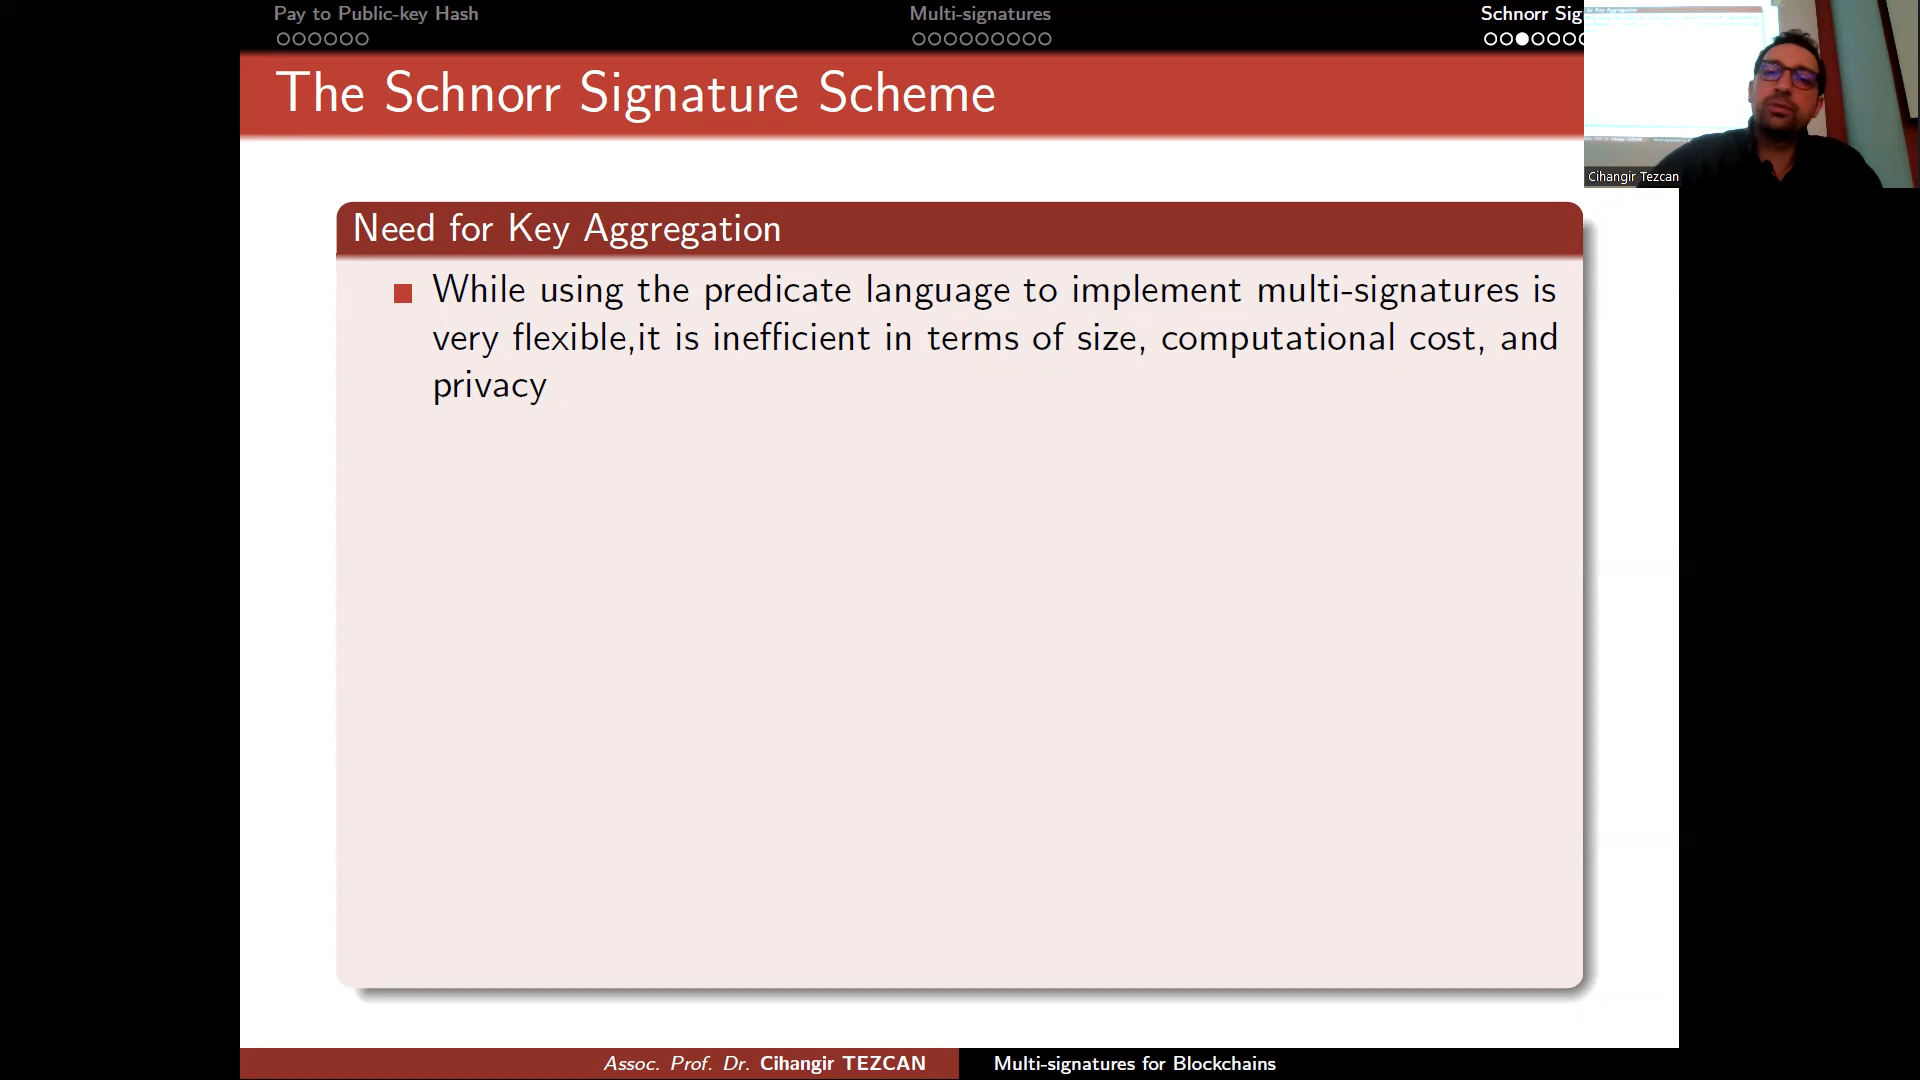 Pay to Public-key Hash
Multi-signatures
Schnorr Sig
The Schnorr Signature Scheme
Cihangir Tezcan
Need for Key Aggregation
While using the predicate language to implement multi-signatures is
very flexible,it is inefficient in terms of size, computational cost, and
privacy
Assoc. Prof. Dr. Cihangir TEZCAN
Multi-signatures for Blockchains